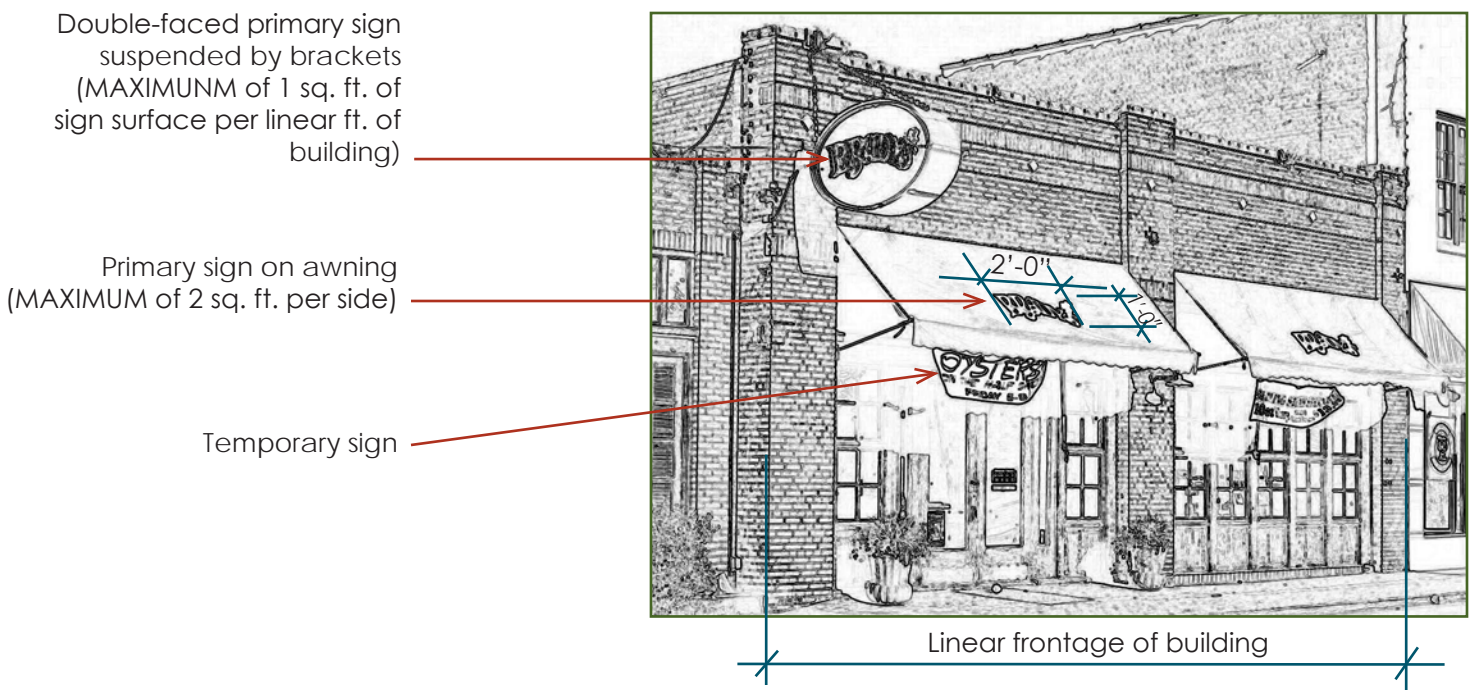 Double-faced primary sign
suspended by brackets
(MAXIMUNM of 1 sq. ft. of
sign surface per linear ft. of
building)
Primary sign on awning
(MAXIMUM of 2 sq. ft. per side)
Temporary sign
2'-0"
1'-0"
OYSTERS
FRIDAY
Linear frontage of building